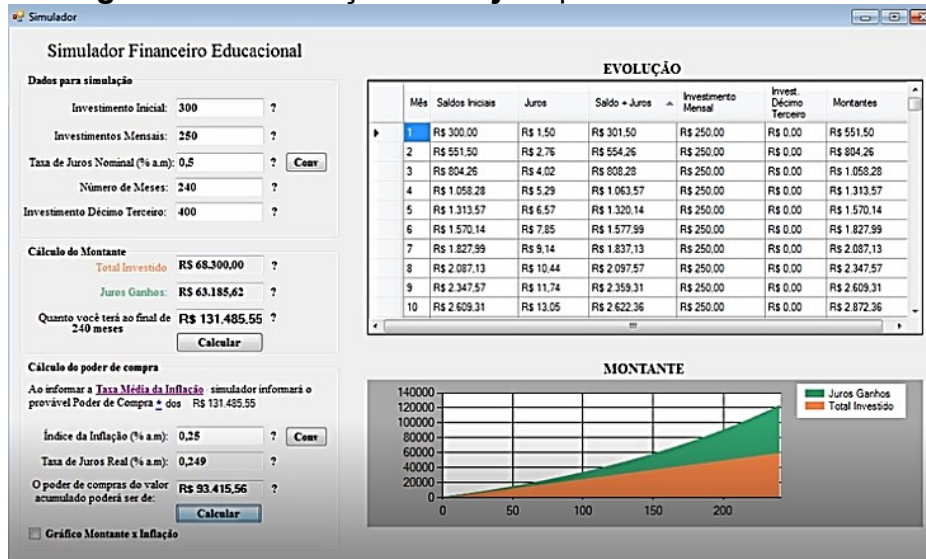 Simulador
Simulador Financeiro Educacional
Dados para simulação
Investimento Inicial: 300 ?
Investimentos Mensais: 250 ?
Taxa de Juros Nominal (% a.m): 0,5 ? Conv
Número de Meses: 240 ?
Investimento Décimo Terceiro: 400 ?
Cálculo do Montante
Total Investido R$ 68.300,00 ?
Juros Ganhos: R$ 63.185,62 ?
Quanto você terá ao final de R$ 131.485,55 ?
240 meses
Calcular
Cálculo do poder de compra
Ao informar a Taxa Média da Inflação simulador informará o
provável Poder de Compra * dos R$ 131.485,55
Índice da Inflação (% a.m): 0,25 ? Conv
Taxa de Juros Real (% a.m): 0,249 ?
O poder de compras do valor R$ 93.415,56 ?
acumulado poderá ser de:
Calcular
Gráfico Montante x Inflação
EVOLUÇÃO
Mês Saldos Iniciais Juros Saldo + Juros Investimento Mensal Invest. Décimo Terceiro Montantes
1 R$ 300,00 R$ 1,50 R$ 301,50 R$ 250,00 R$ 0,00 R$ 551,50
2 R$ 551,50 R$ 2,76 R$ 554,26 R$ 250,00 R$ 0,00 R$ 804,26
3 R$ 804,26 R$ 4,02 R$ 808,28 R$ 250,00 R$ 0,00 R$ 1.058,28
4 R$ 1.058,28 R$ 5,29 R$ 1.063,57 R$ 250,00 R$ 0,00 R$ 1.313,57
5 R$ 1.313,57 R$ 6,57 R$ 1.320,14 R$ 250,00 R$ 0,00 R$ 1.570,14
6 R$ 1.570,14 R$ 7,85 R$ 1.577,99 R$ 250,00 R$ 0,00 R$ 1.827,99
7 R$ 1.827,99 R$ 9,14 R$ 1.837,13 R$ 250,00 R$ 0,00 R$ 2.087,13
8 R$ 2.087,13 R$ 10,44 R$ 2.097,57 R$ 250,00 R$ 0,00 R$ 2.347,57
9 R$ 2.347,57 R$ 11,74 R$ 2.359,31 R$ 250,00 R$ 0,00 R$ 2.609,31
10 R$ 2.609,31 R$ 13,05 R$ 2.622,36 R$ 250,00 R$ 0,00 R$ 2.872,36
MONTANTE
140000
120000
100000
80000
60000
40000
20000
0
0 50 100 150 200
Juros Ganhos
Total Investido